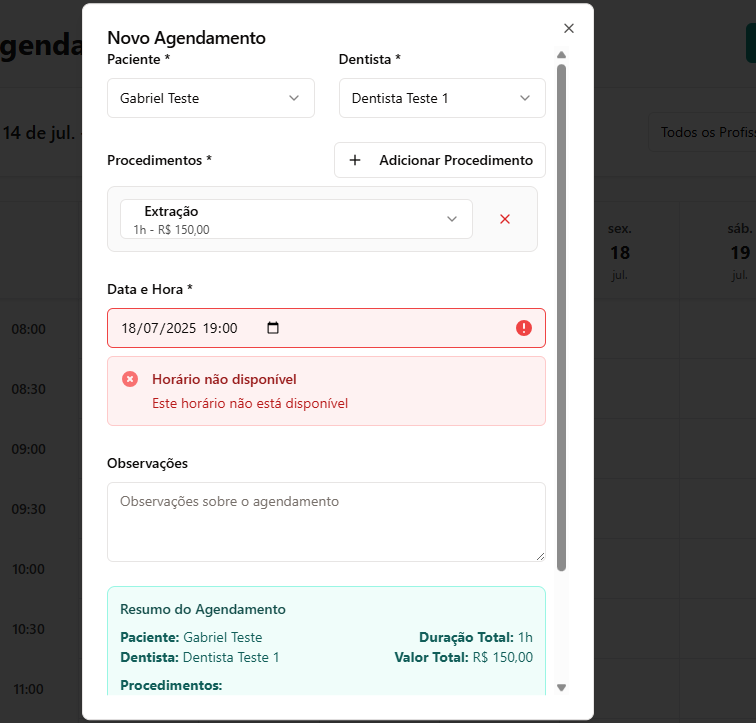 genda
Novo Agendamento
Paciente *
Dentista *
Gabriel Teste
Dentista Teste 1
14 de jul. -
Todos os Profis
Procedimentos *
+ Adicionar Procedimento
Extração
1h - R$ 150,00
sex.
18
jul.
sáb.
19
jul.
Data e Hora *
18/07/2025 19:00
Horário não disponível
Este horário não está disponível
Observações
Observações sobre o agendamento
Resumo do Agendamento
Paciente: Gabriel Teste
Duração Total: 1h
Dentista: Dentista Teste 1
Valor Total: R$ 150,00
Procedimentos:
08:00
08:30
09:00
09:30
10:00
10:30
11:00